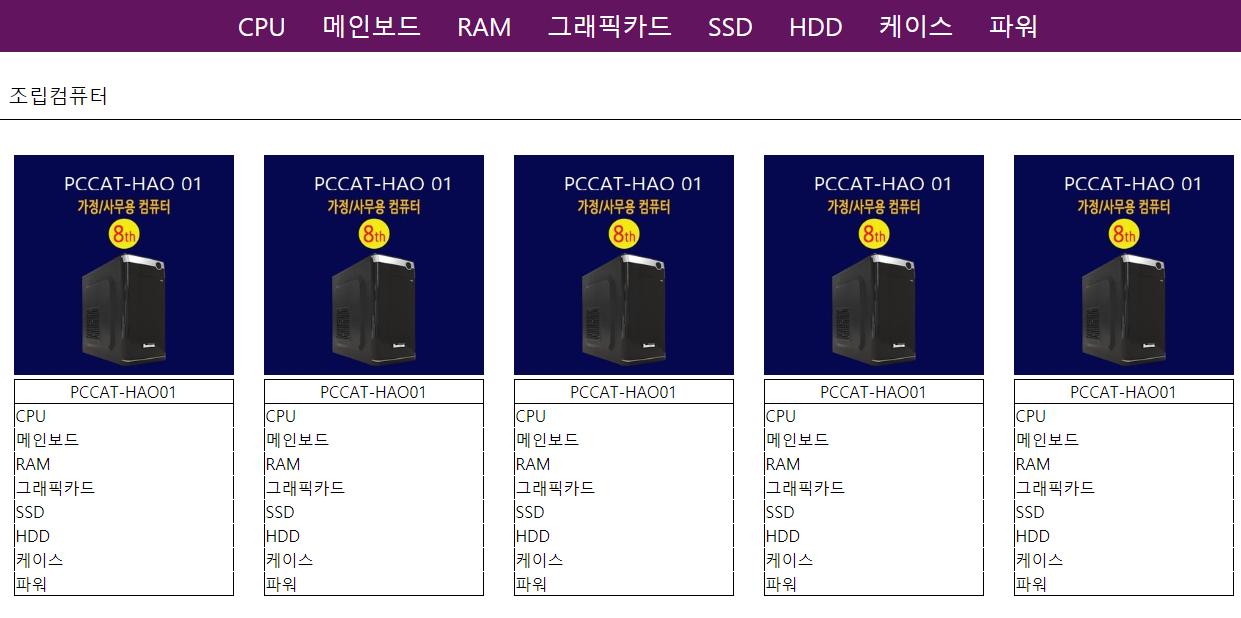 CPU 메인보드 RAM 그래픽카드 SSD HDD 케이스 파워
조립컴퓨터
PCCAT-HAO 01 PCCAT-HAO 01 PCCAT-HAO 01 PCCAT-HAO 01 PCCAT-HAO 01
가정/사무용 컴퓨터 가정/사무용 컴퓨터 가정/사무용 컴퓨터 가정/사무용 컴퓨터 가정/사무용 컴퓨터
8th 8th 8th 8th 8th
PCCAT-HAO01 PCCAT-HAO01 PCCAT-HAO01 PCCAT-HAO01 PCCAT-HAO01
CPU CPU CPU CPU CPU
메인보드 메인보드 메인보드 메인보드 메인보드
RAM RAM RAM RAM RAM
그래픽카드 그래픽카드 그래픽카드 그래픽카드 그래픽카드
SSD SSD SSD SSD SSD
HDD HDD HDD HDD HDD
케이스 케이스 케이스 케이스 케이스
파워 파워 파워 파워 파워